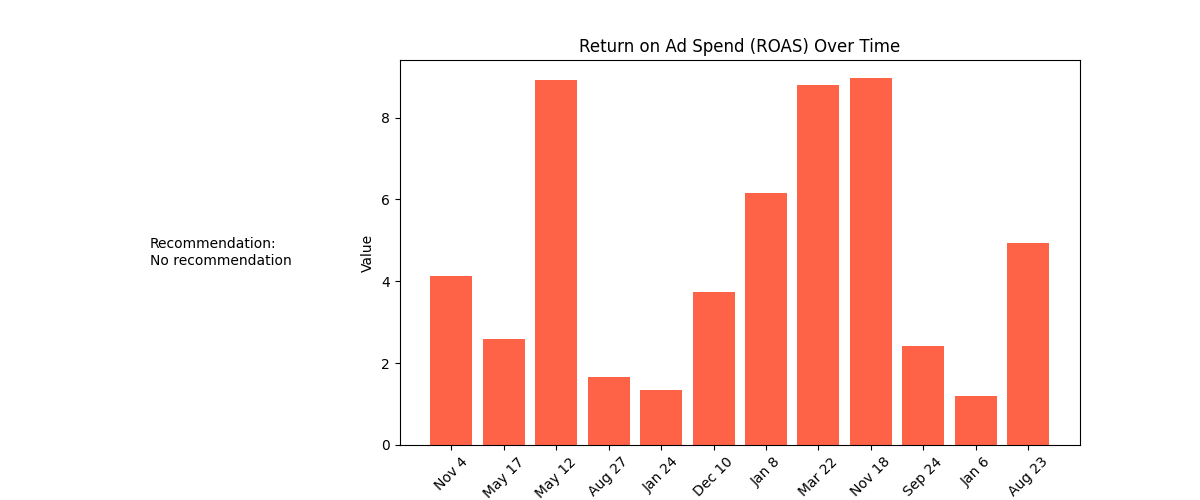 Return on Ad Spend (ROAS) Over Time
Recommendation:
No recommendation
Value
8
6
4
2
0
Nov 4
May 17
May 12
Aug 27
Jan 24
Dec 10
Jan 8
Mar 22
Nov 18
Sep 24
Jan 6
Aug 23